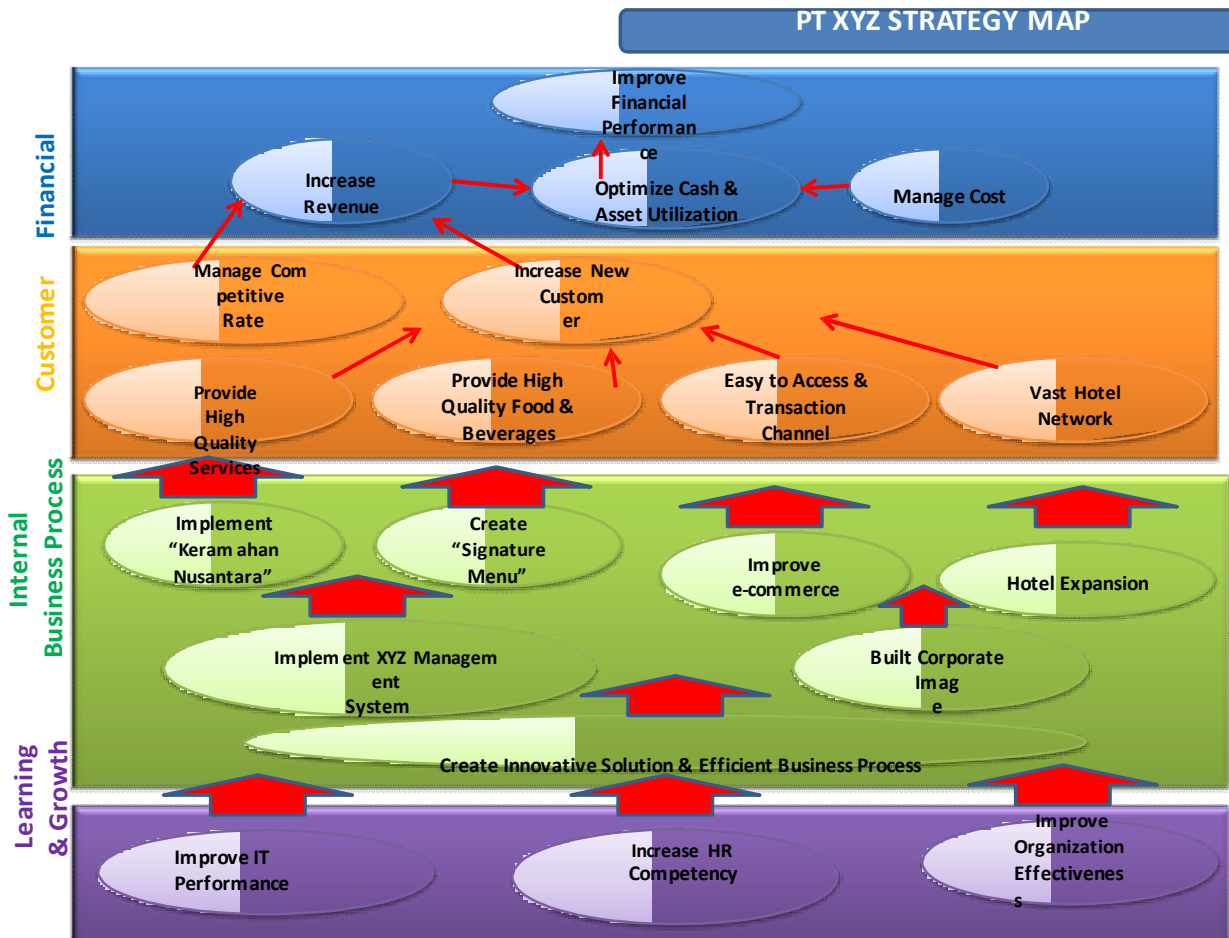 PT XYZ STRATEGY MAP
Financial
Improve
Financial
Performan
ce
Increase
Revenue
Optimize Cash &
Asset Utilization
Manage Cost
Customer
Manage Com
petitive
Rate
Increase New
Custom
er
Provide
High
Quality
Services
Provide High
Quality Food &
Beverages
Easy to Access &
Transaction
Channel
Vast Hotel
Network
Internal
Business Process
Implement
“Keramahan
Nusantara”
Create
“Signature
Menu”
Improve
e-commerce
Hotel Expansion
Implement XYZ Managem
ent
System
Built Corporate
Imag
e
Create Innovative Solution & Efficient Business Process
Learning
& Growth
Improve IT
Performance
Increase HR
Competency
Improve
Organization
Effectivenes
s